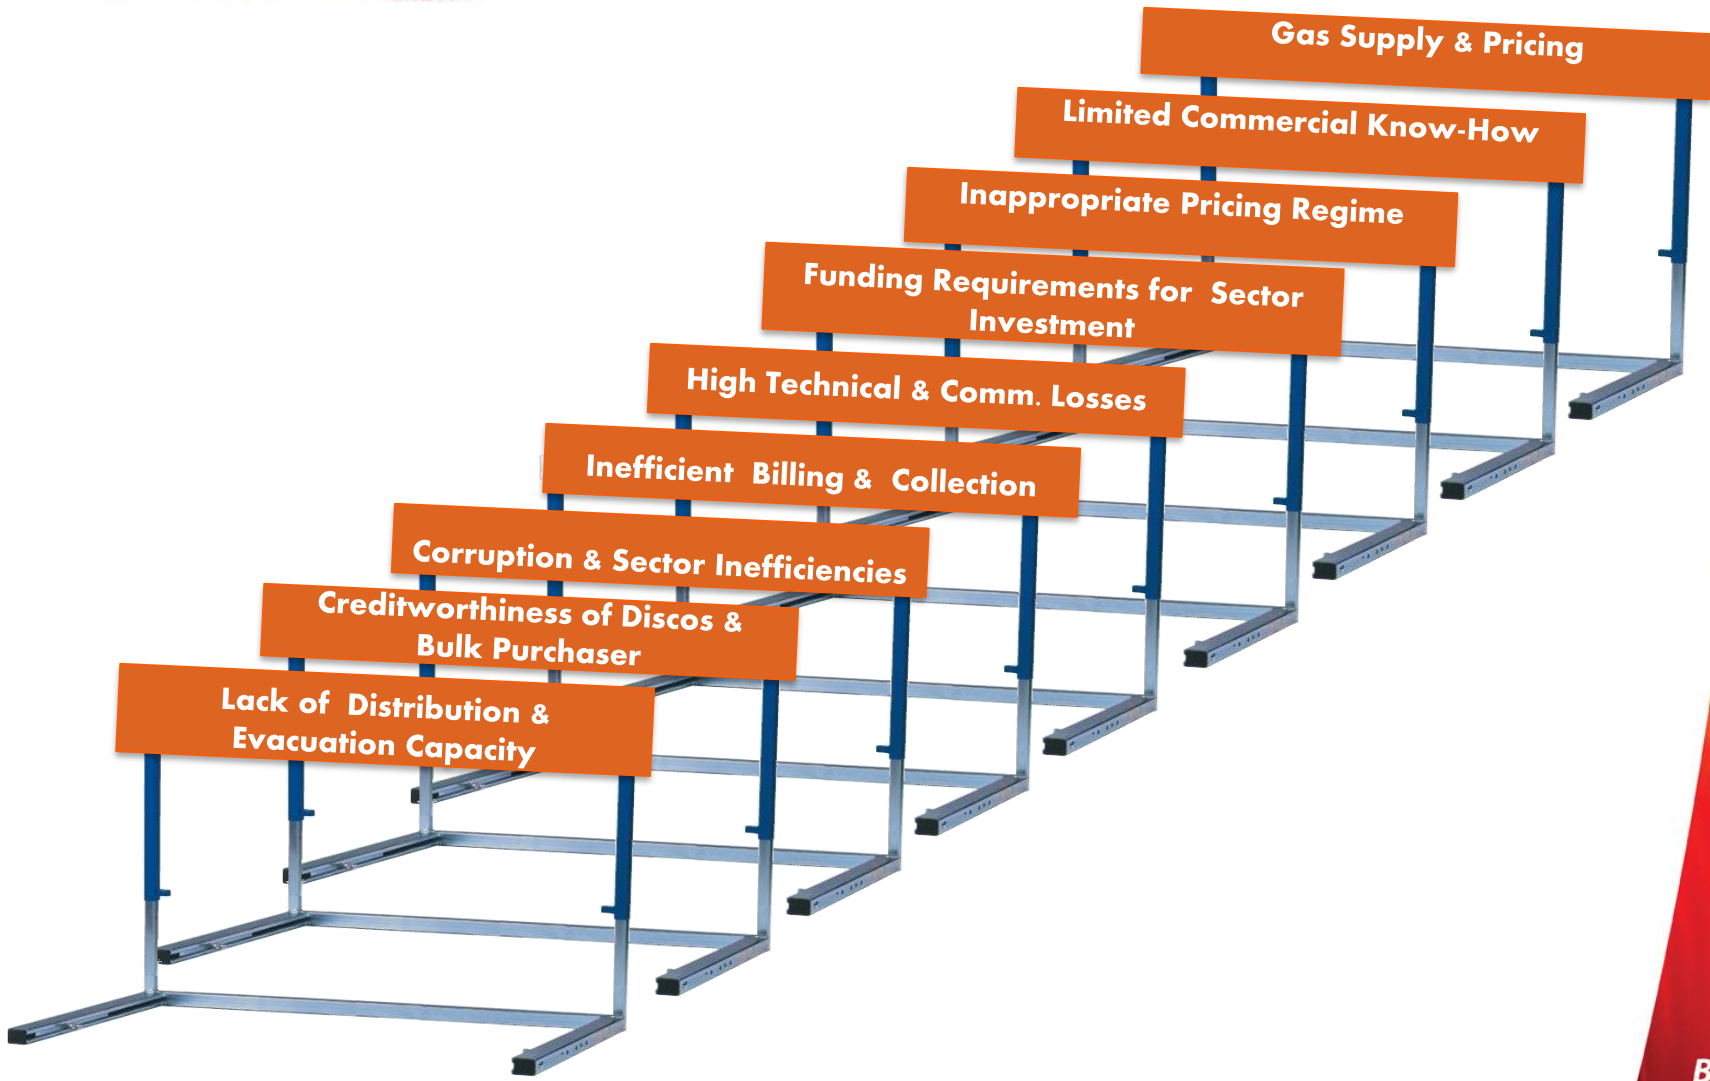 Gas Supply & Pricing
Limited Commercial Know-How
Inappropriate Pricing Regime
Funding Requirements for Sector
Investment
High Technical & Comm. Losses
Inefficient Billing & Collection
Corruption & Sector Inefficiencies
Creditworthiness of Discos &
Bulk Purchaser
Lack of Distribution &
Evacuation Capacity